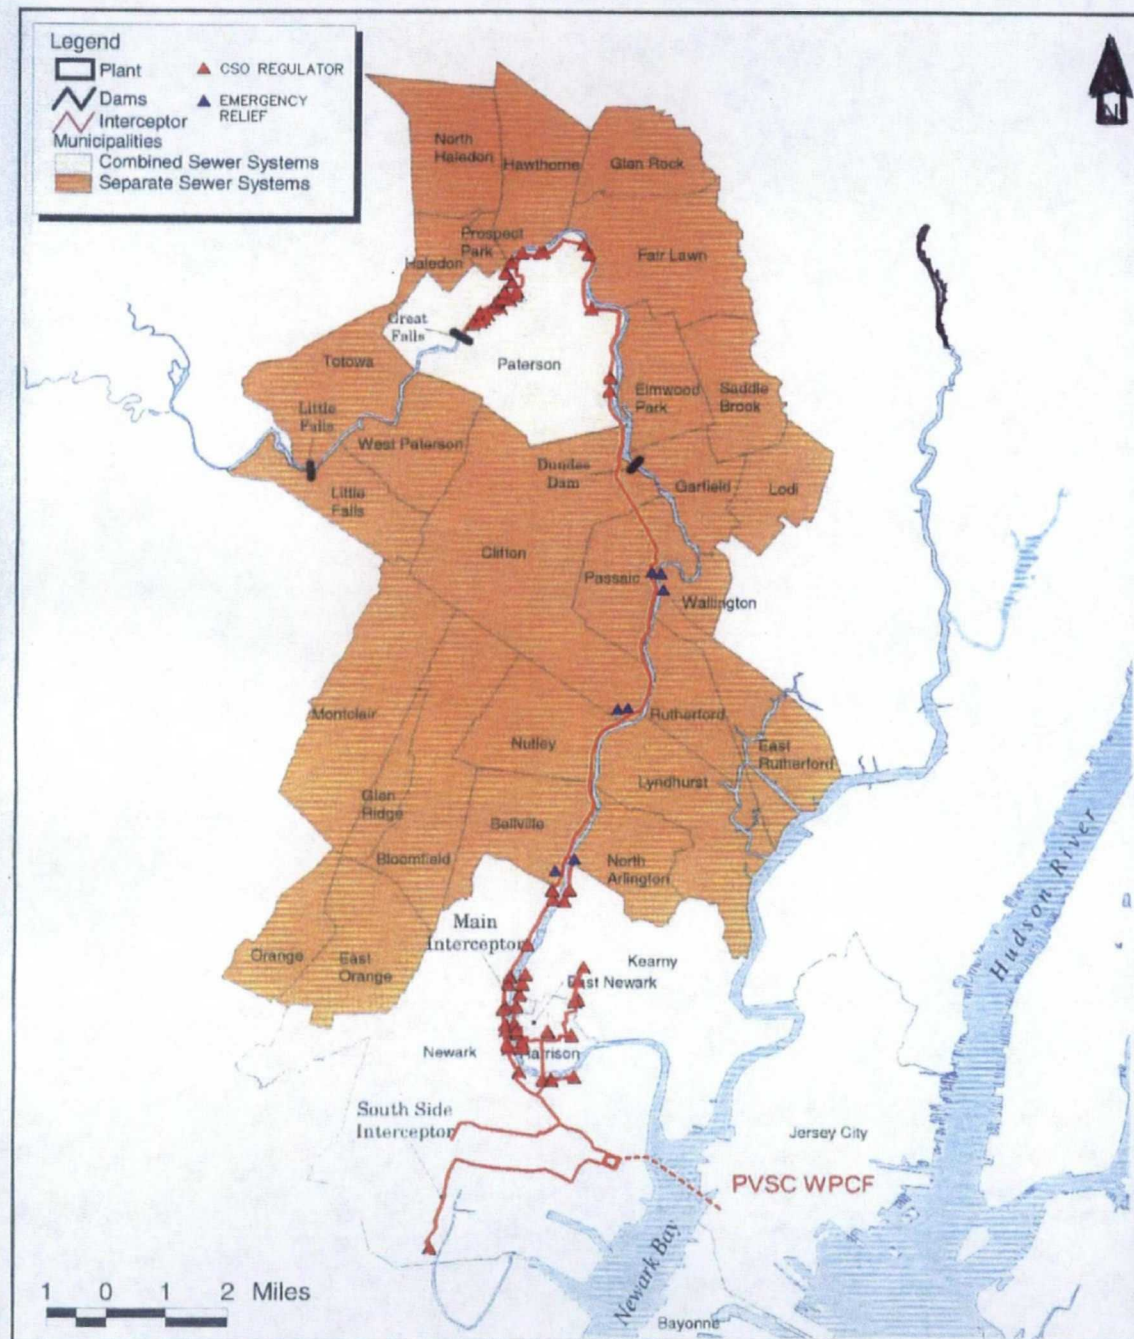 Legend
Plant
CSO REGULATOR
Dams
EMERGENCY
RELIEF
Interceptor
Municipalities
Combined Sewer Systems
Separate Sewer Systems
N
North
Haledon
Hawthorne
Glen Rock
Prospect
Park
Haledon
Fair Lawn
Great
Falls
Paterson
Totowa
Elmwood
Park
Saddle
Brook
Little
Falls
West Paterson
Dundee
Dam
Garfield
Lodi
Little
Falls
Clifton
Passaic
Wallington
Montclair
Rutherford
Nutley
East
Rutherford
Lyndhurst
Glen
Ridge
Bellville
Bloomfield
North
Arlington
Hudson River
Main
Interceptor
Orange
East
Orange
Kearny
East Newark
Newark
Harrison
South Side
Interceptor
Jersey City
PVSC WPCF
Newark Bay
1 0 1 2 Miles
Bayonne